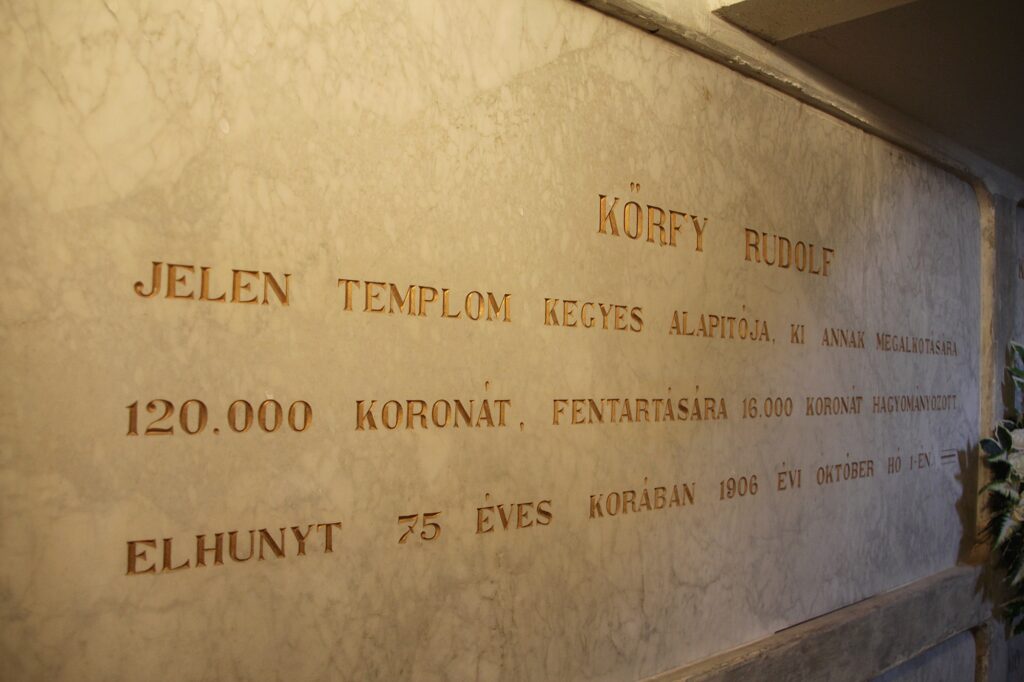 KÖRFY RUDOLF
JELEN TEMPLOM KEGYES ALAPITÓJA, KI ANNAK MEGALKOTÁSÁRA
120.000 KORONÁT, FENTARTÁSÁRA 16.000 KORONÁT HAGYOMÁNYOZOTT.
ELHUNYT 75 ÉVES KORÁBAN 1906 ÉVI OKTÓBER HÓ 1-ÉN